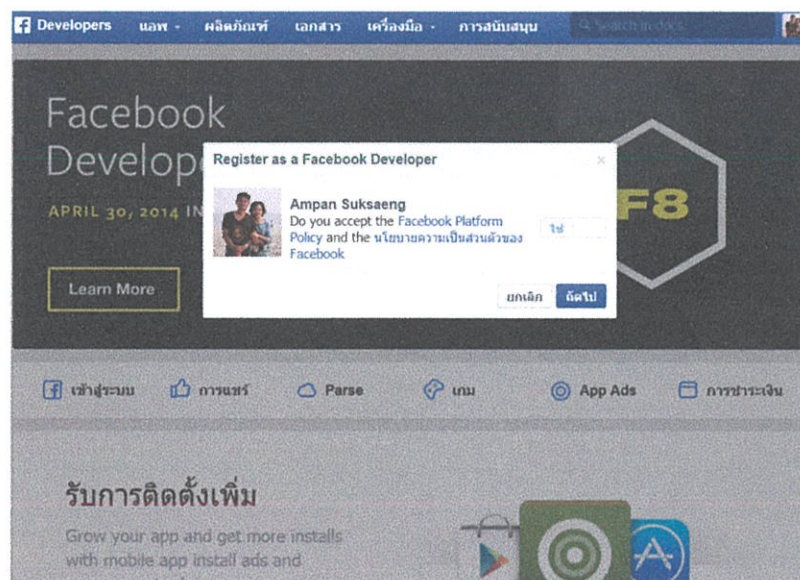 f Developers แอพ ผลิตภัณฑ์ เอกสาร เครื่องมือ การสนับสนุน Search in docs
Facebook
Develop
APRIL 30, 2014 IN
Learn More
F8
Register as a Facebook Developer ×
Ampan Suksaeng
Do you accept the Facebook Platform
Policy and the นโยบายความเป็นส่วนตัวของ
Facebook
ใช่
ยกเลิก ถัดไป
เข้าสู่ระบบ การแชร์ Parse เกม App Ads การชำระเงิน
รับการติดตั้งเพิ่ม
Grow your app and get more installs
with mobile app install ads and